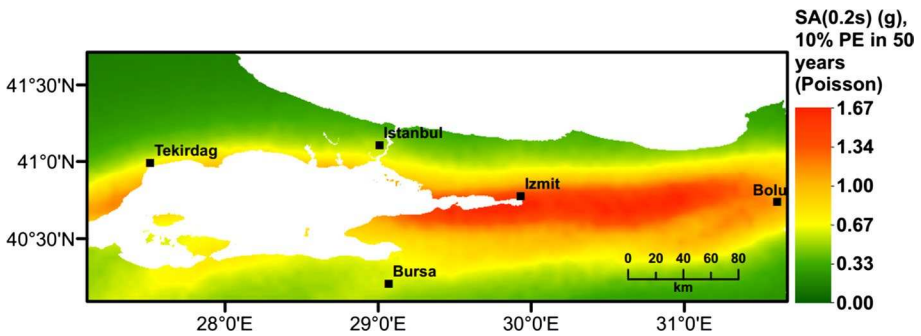 SA(0.2s) (g),
10% PE in 50
years
(Poisson)
41°30'N
41°0'N
40°30'N
Istanbul
Tekirdag
Izmit
Bolu
Bursa
0 20 40 60 80
km
28°0'E 29°0'E 30°0'E 31°0'E
1.67
1.34
1.00
0.67
0.33
0.00